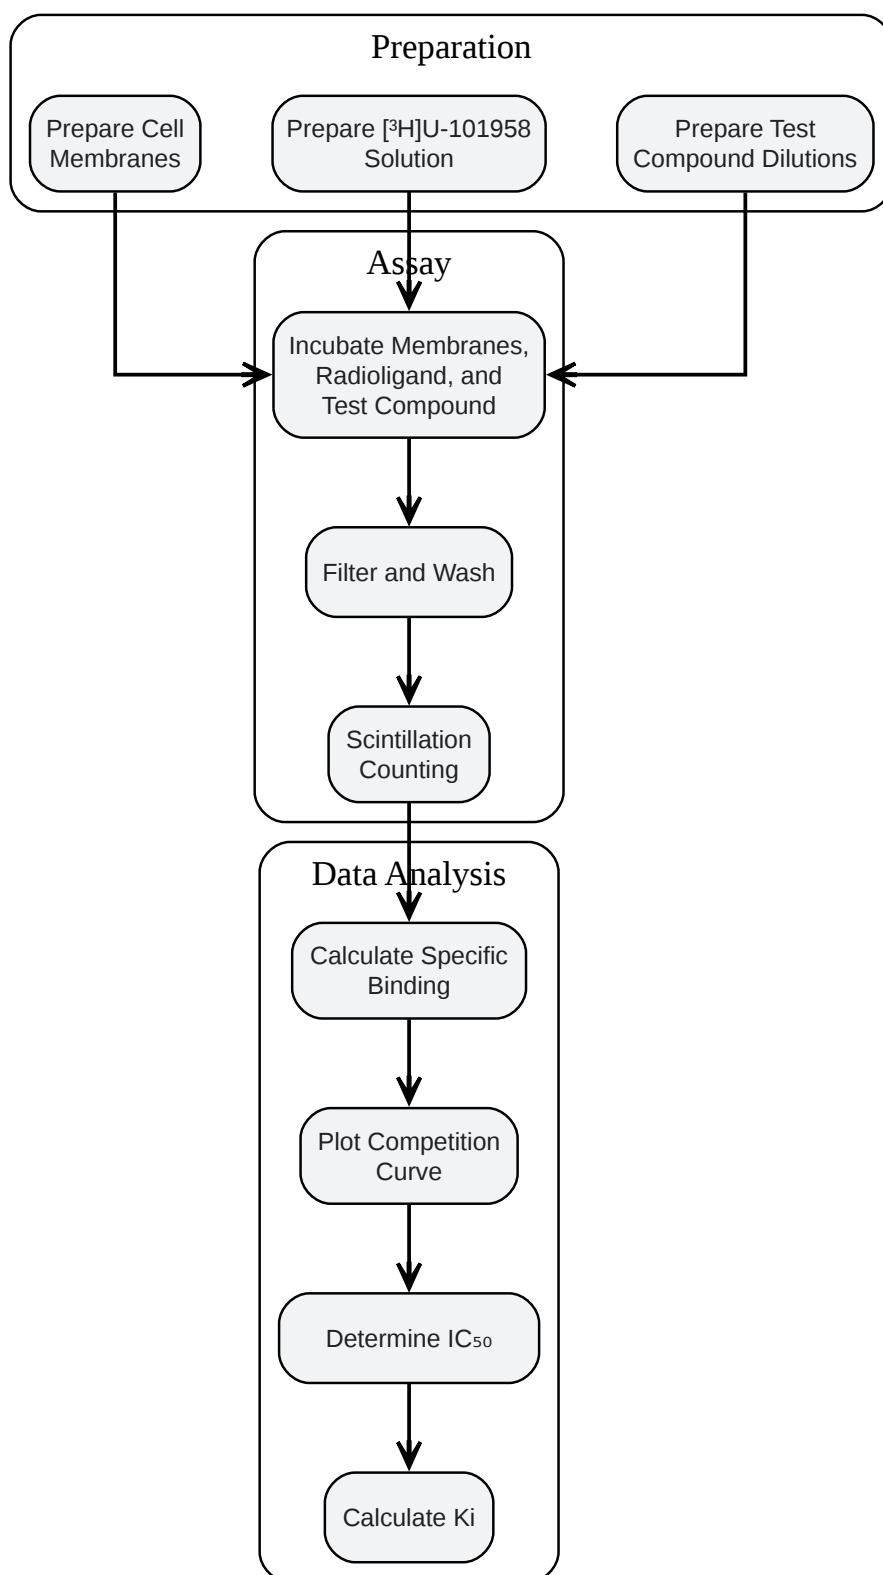 Preparation
Prepare Cell
Membranes
Prepare [³H]U-101958
Solution
Prepare Test
Compound Dilutions
Assay
Incubate Membranes,
Radioligand, and
Test Compound
Filter and Wash
Scintillation
Counting
Data Analysis
Calculate Specific
Binding
Plot Competition
Curve
Determine IC₅₀
Calculate Ki